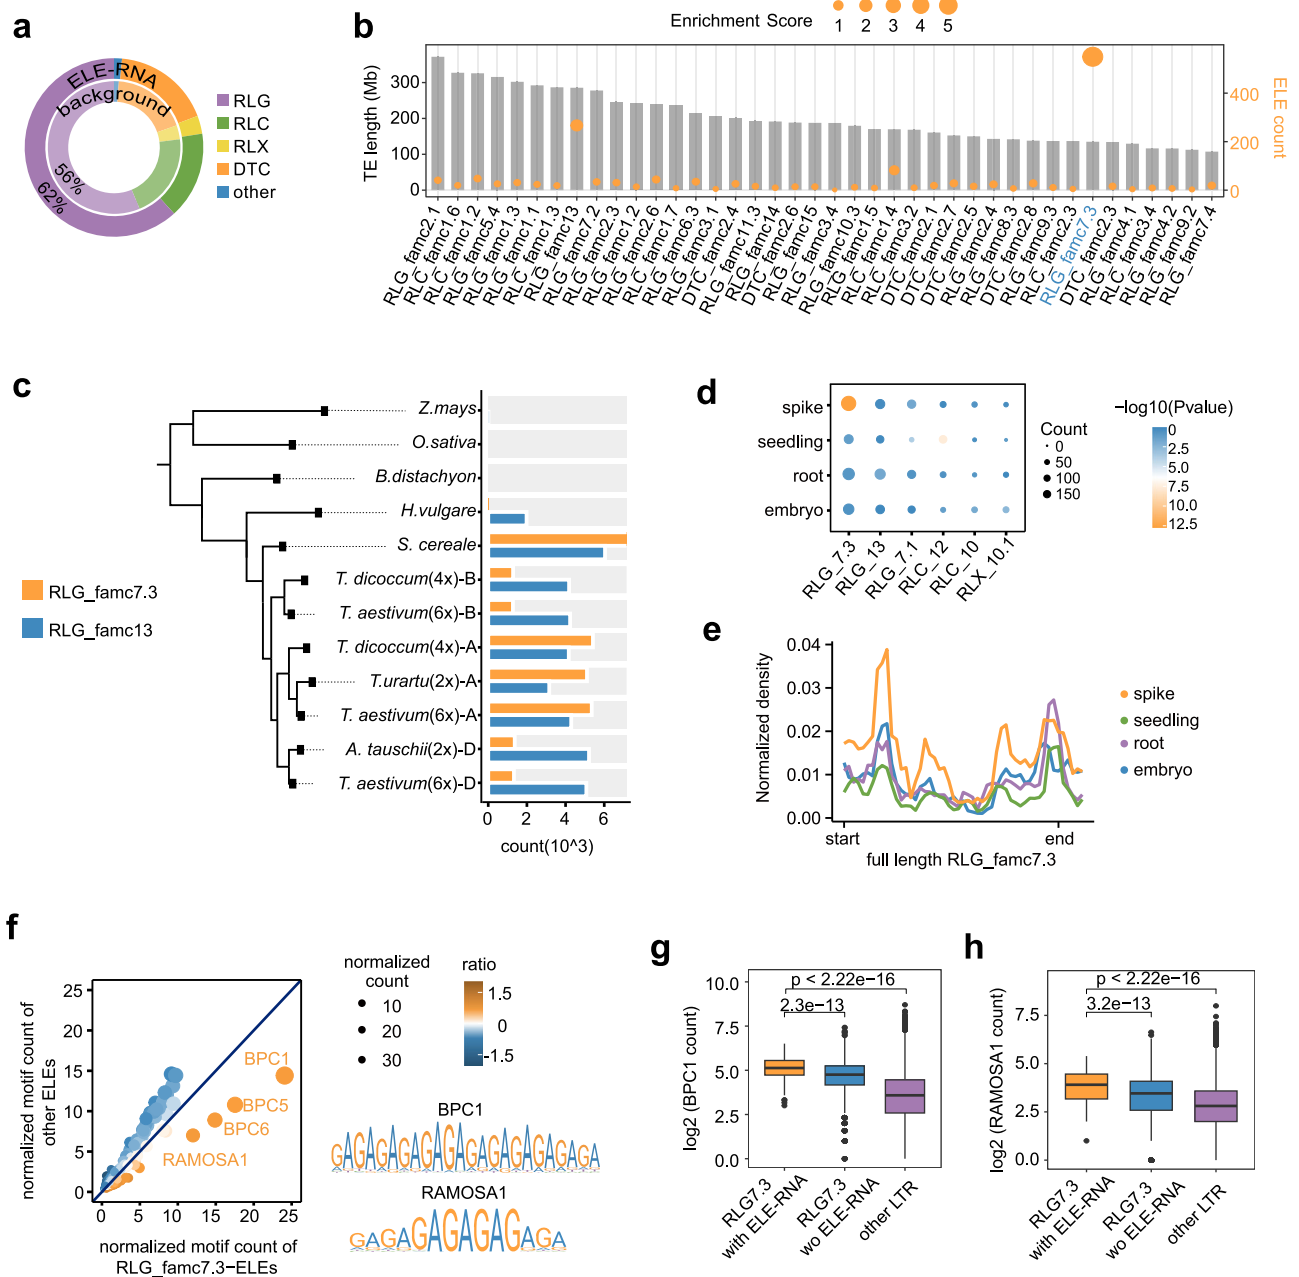 a
ELE-RNA
background
56%
62%
RLG
RLC
RLX
DTC
other
b
Enrichment Score
1 2 3 4 5
TE length (Mb)
300
200
100
0
ELE count
400
200
0
RLG_famc2.1
RLC_famc1.6
RLC_famc1.2
RLG_famc5.4
RLG_famc1.3
RLG_famc1.1
RLC_famc1.3
RLG_famc13
RLG_famc7.2
RLG_famc2.3
RLG_famc1.2
RLG_famc2.6
RLC_famc1.7
RLG_famc6.3
RLG_famc3.1
DTC_famc2.4
RLG_famc11.3
RLG_famc14
DTC_famc2.6
RLG_famc15
RLG_famc3.4
RLG_famc10.3
RLG_famc1.5
RLC_famc1.4
RLG_famc3.2
DTC_famc2.1
DTC_famc2.7
DTC_famc2.5
RLG_famc2.4
RLG_famc8.3
DTC_famc2.8
RLG_famc9.3
RLC_famc2.3
RLG_famc7.3
DTC_famc2.3
RLG_famc4.1
RLG_famc3.4
RLG_famc4.2
RLG_famc9.2
RLG_famc7.4
c
RLG_famc7.3
RLG_famc13
Z.mays
O.sativa
B.distachyon
H.vulgare
S. cereale
T. dicoccum(4x)-B
T. aestivum(6x)-B
T. dicoccum(4x)-A
T.urartu(2x)-A
T. aestivum(6x)-A
A. tauschii(2x)-D
T. aestivum(6x)-D
0 2 4 6
count(10^3)
d
spike
seedling
root
embryo
RLG_7.3
RLG_13
RLG_7.1
RLC_12
RLC_10
RLX_10.1
Count
0
50
100
150
−log10(Pvalue)
0
2.5
5.0
7.5
10.0
12.5
e
Normalized density
0.04
0.03
0.02
0.01
0.00
start end
full length RLG_famc7.3
spike
seedling
root
embryo
f
normalized motif count of
other ELEs
25
20
15
10
5
0
0 5 10 15 20 25
normalized motif count of
RLG_famc7.3−ELEs
BPC1
BPC5
BPC6
RAMOSA1
normalized
count
10
20
30
ratio
1.5
0
-1.5
BPC1
GAGAGAGAGAGAGAGAGAGAGAGA
RAMOSA1
GAGAGAGAGAGAGA
g
log2 (BPC1 count)
10.0
7.5
5.0
2.5
0.0
p < 2.22e−16
2.3e−13
RLG7.3
with ELE-RNA
RLG7.3
wo ELE-RNA
other LTR
h
log2 (RAMOSA1 count)
7.5
5.0
2.5
0.0
p < 2.22e−16
3.2e−13
RLG7.3
with ELE-RNA
RLG7.3
wo ELE-RNA
other LTR